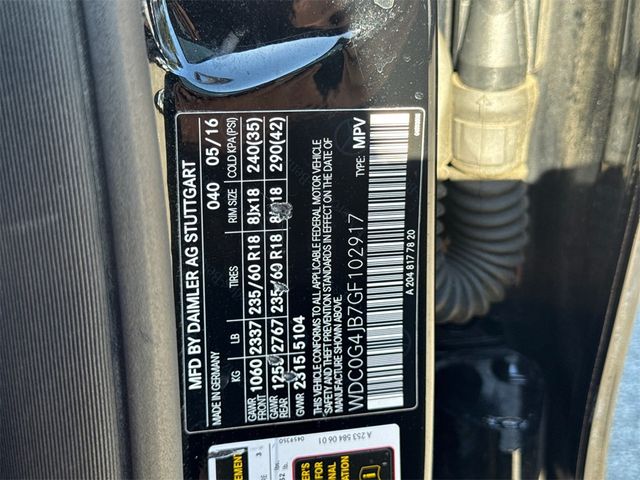 MFD BY DAIMLER AG STUTTGART
MADE IN GERMANY 040 05/16
KG LB TIRES RIM SIZE COLD KPA(PSI)
GAWR FRONT 1060 2337 235/60 R18 8Jx18 240(35)
GAWR REAR 1250 2767 235/60 R18 18 290(42)
GVWR 2315 5104
THIS VEHICLE CONFORMS TO ALL APPLICABLE FEDERAL MOTOR VEHICLE
SAFETY AND THEFT PREVENTION STANDARDS IN EFFECT ON THE DATE OF
MANUFACTURE SHOWN ABOVE.
WDC0G4JB7GF102917 TYPE: MPV
A 204 817 78 20
A 253 584 06 01